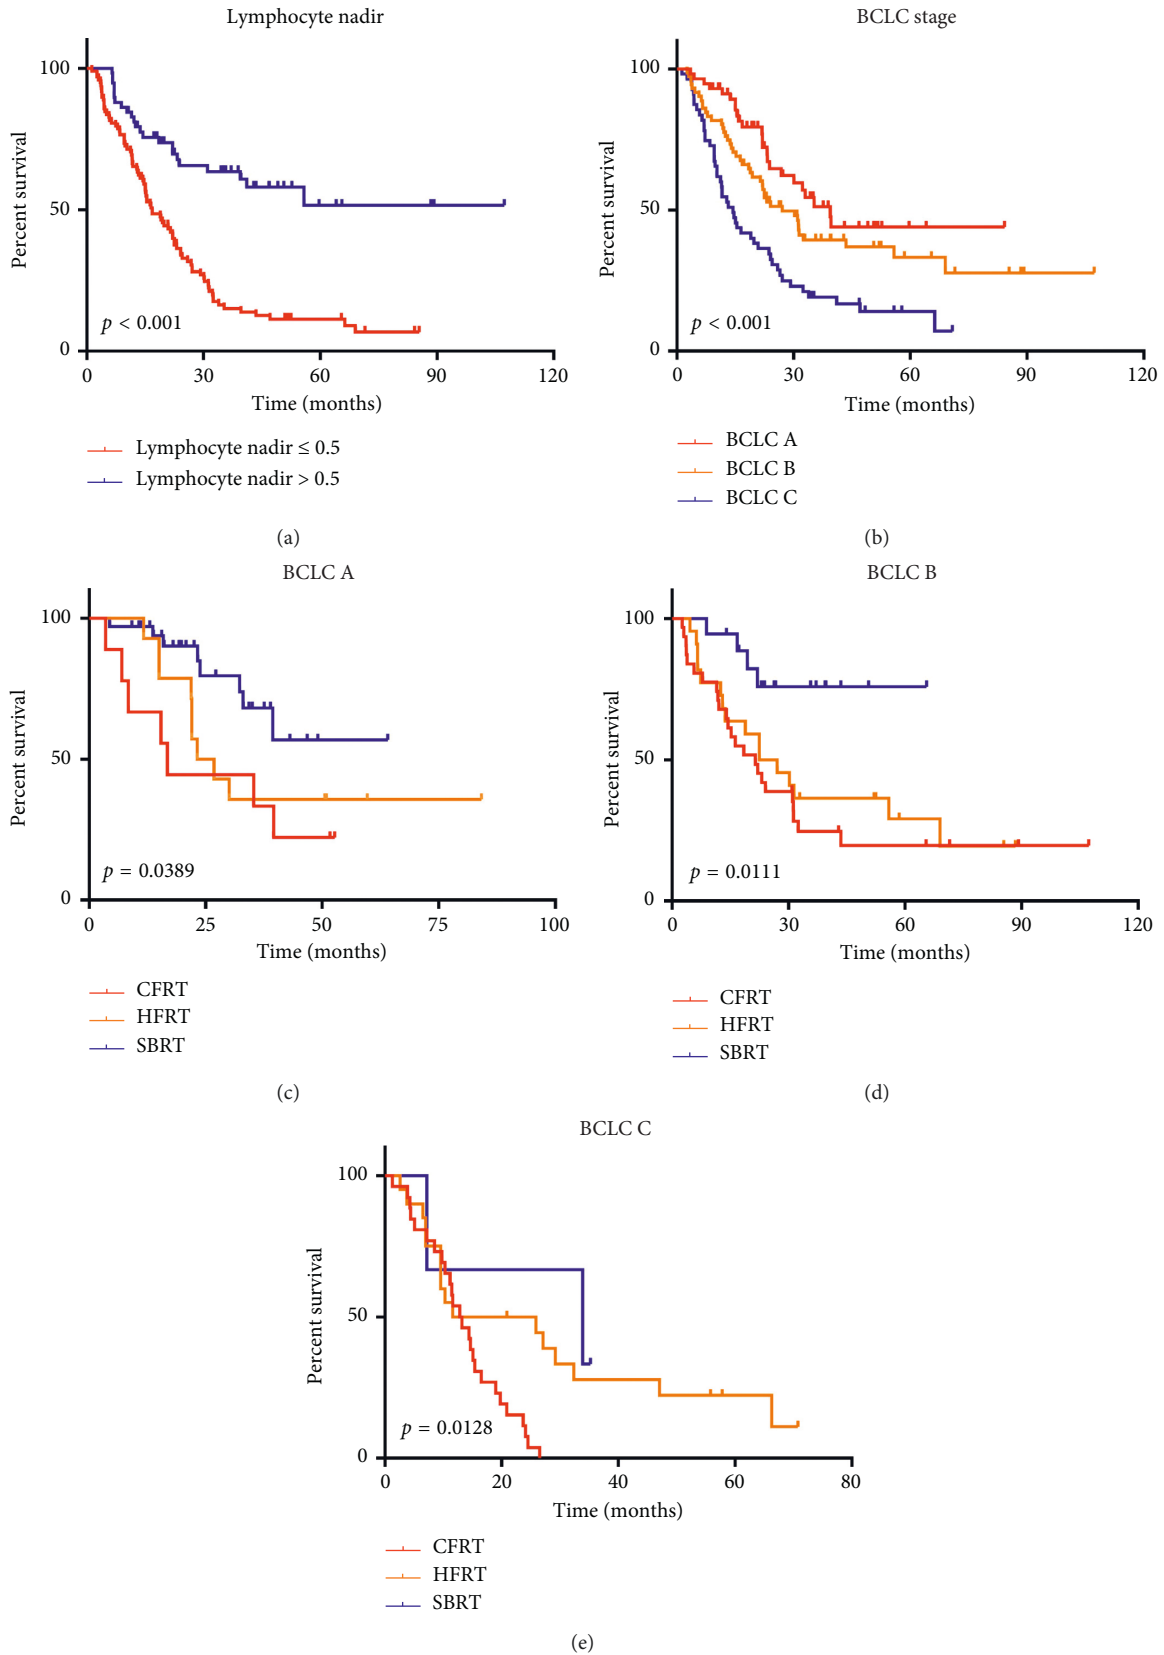 Lymphocyte nadir
Percent survival
100
50
0
p < 0.001
0 30 60 90 120
Time (months)
Lymphocyte nadir ≤ 0.5
Lymphocyte nadir > 0.5
(a)
BCLC stage
Percent survival
100
50
0
p < 0.001
0 30 60 90 120
Time (months)
BCLC A
BCLC B
BCLC C
(b)
BCLC A
Percent survival
100
50
0
p = 0.0389
0 25 50 75 100
Time (months)
CFRT
HFRT
SBRT
(c)
BCLC B
Percent survival
100
50
0
p = 0.0111
0 30 60 90 120
Time (months)
CFRT
HFRT
SBRT
(d)
BCLC C
Percent survival
100
50
0
p = 0.0128
0 20 40 60 80
Time (months)
CFRT
HFRT
SBRT
(e)